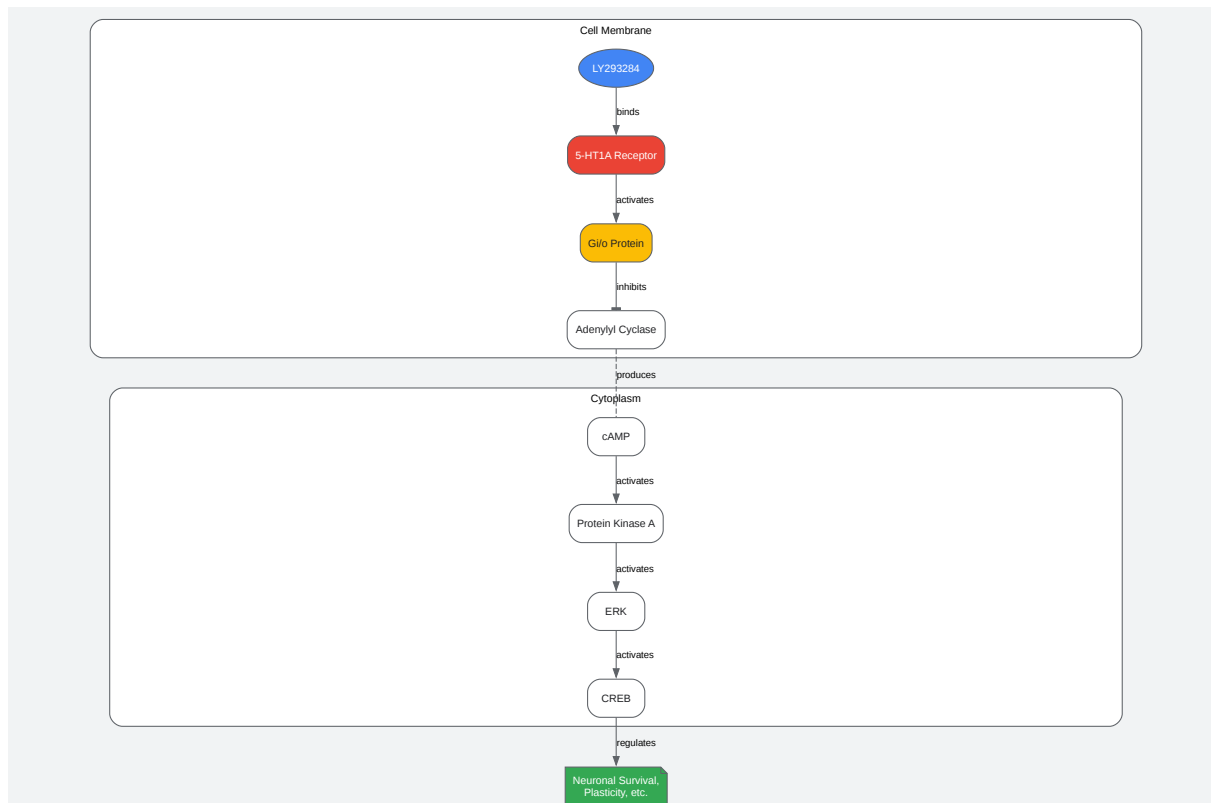 Cell Membrane
LY293284
binds
5-HT1A Receptor
activates
Gi/o Protein
inhibits
Adenylyl Cyclase
produces
Cytoplasm
cAMP
activates
Protein Kinase A
activates
ERK
activates
CREB
regulates
Neuronal Survival,
Plasticity, etc.